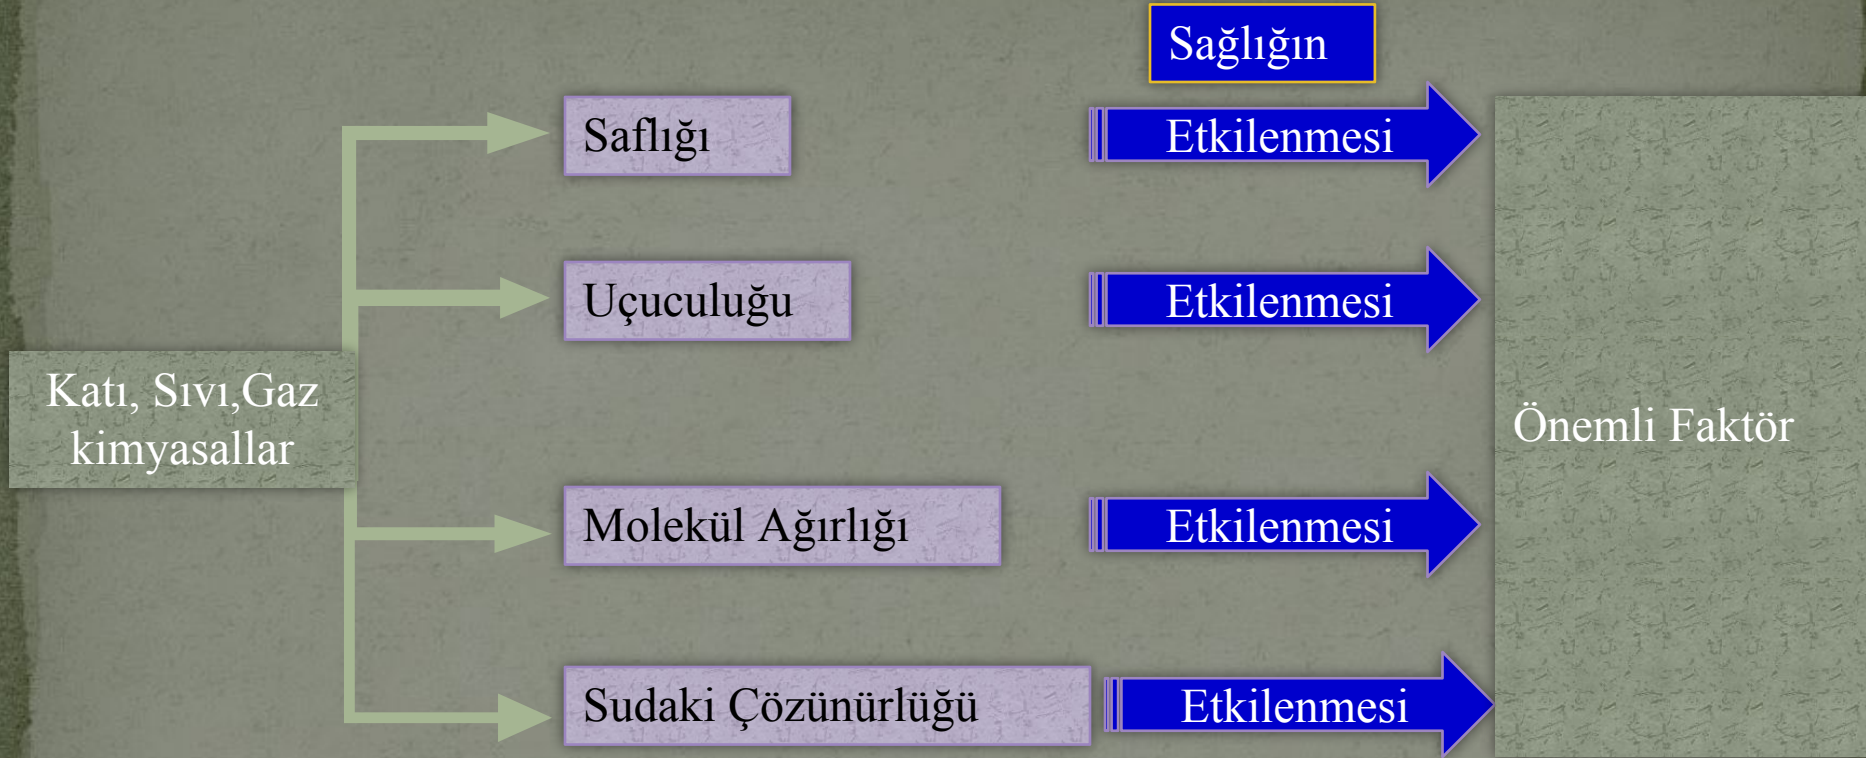 Sağlığın
Saflığı
Etkilenmesi
Uçuculuğu
Etkilenmesi
Katı, Sıvı,Gaz
kimyasallar
Önemli Faktör
Molekül Ağırlığı
Etkilenmesi
Sudaki Çözünürlüğü
Etkilenmesi